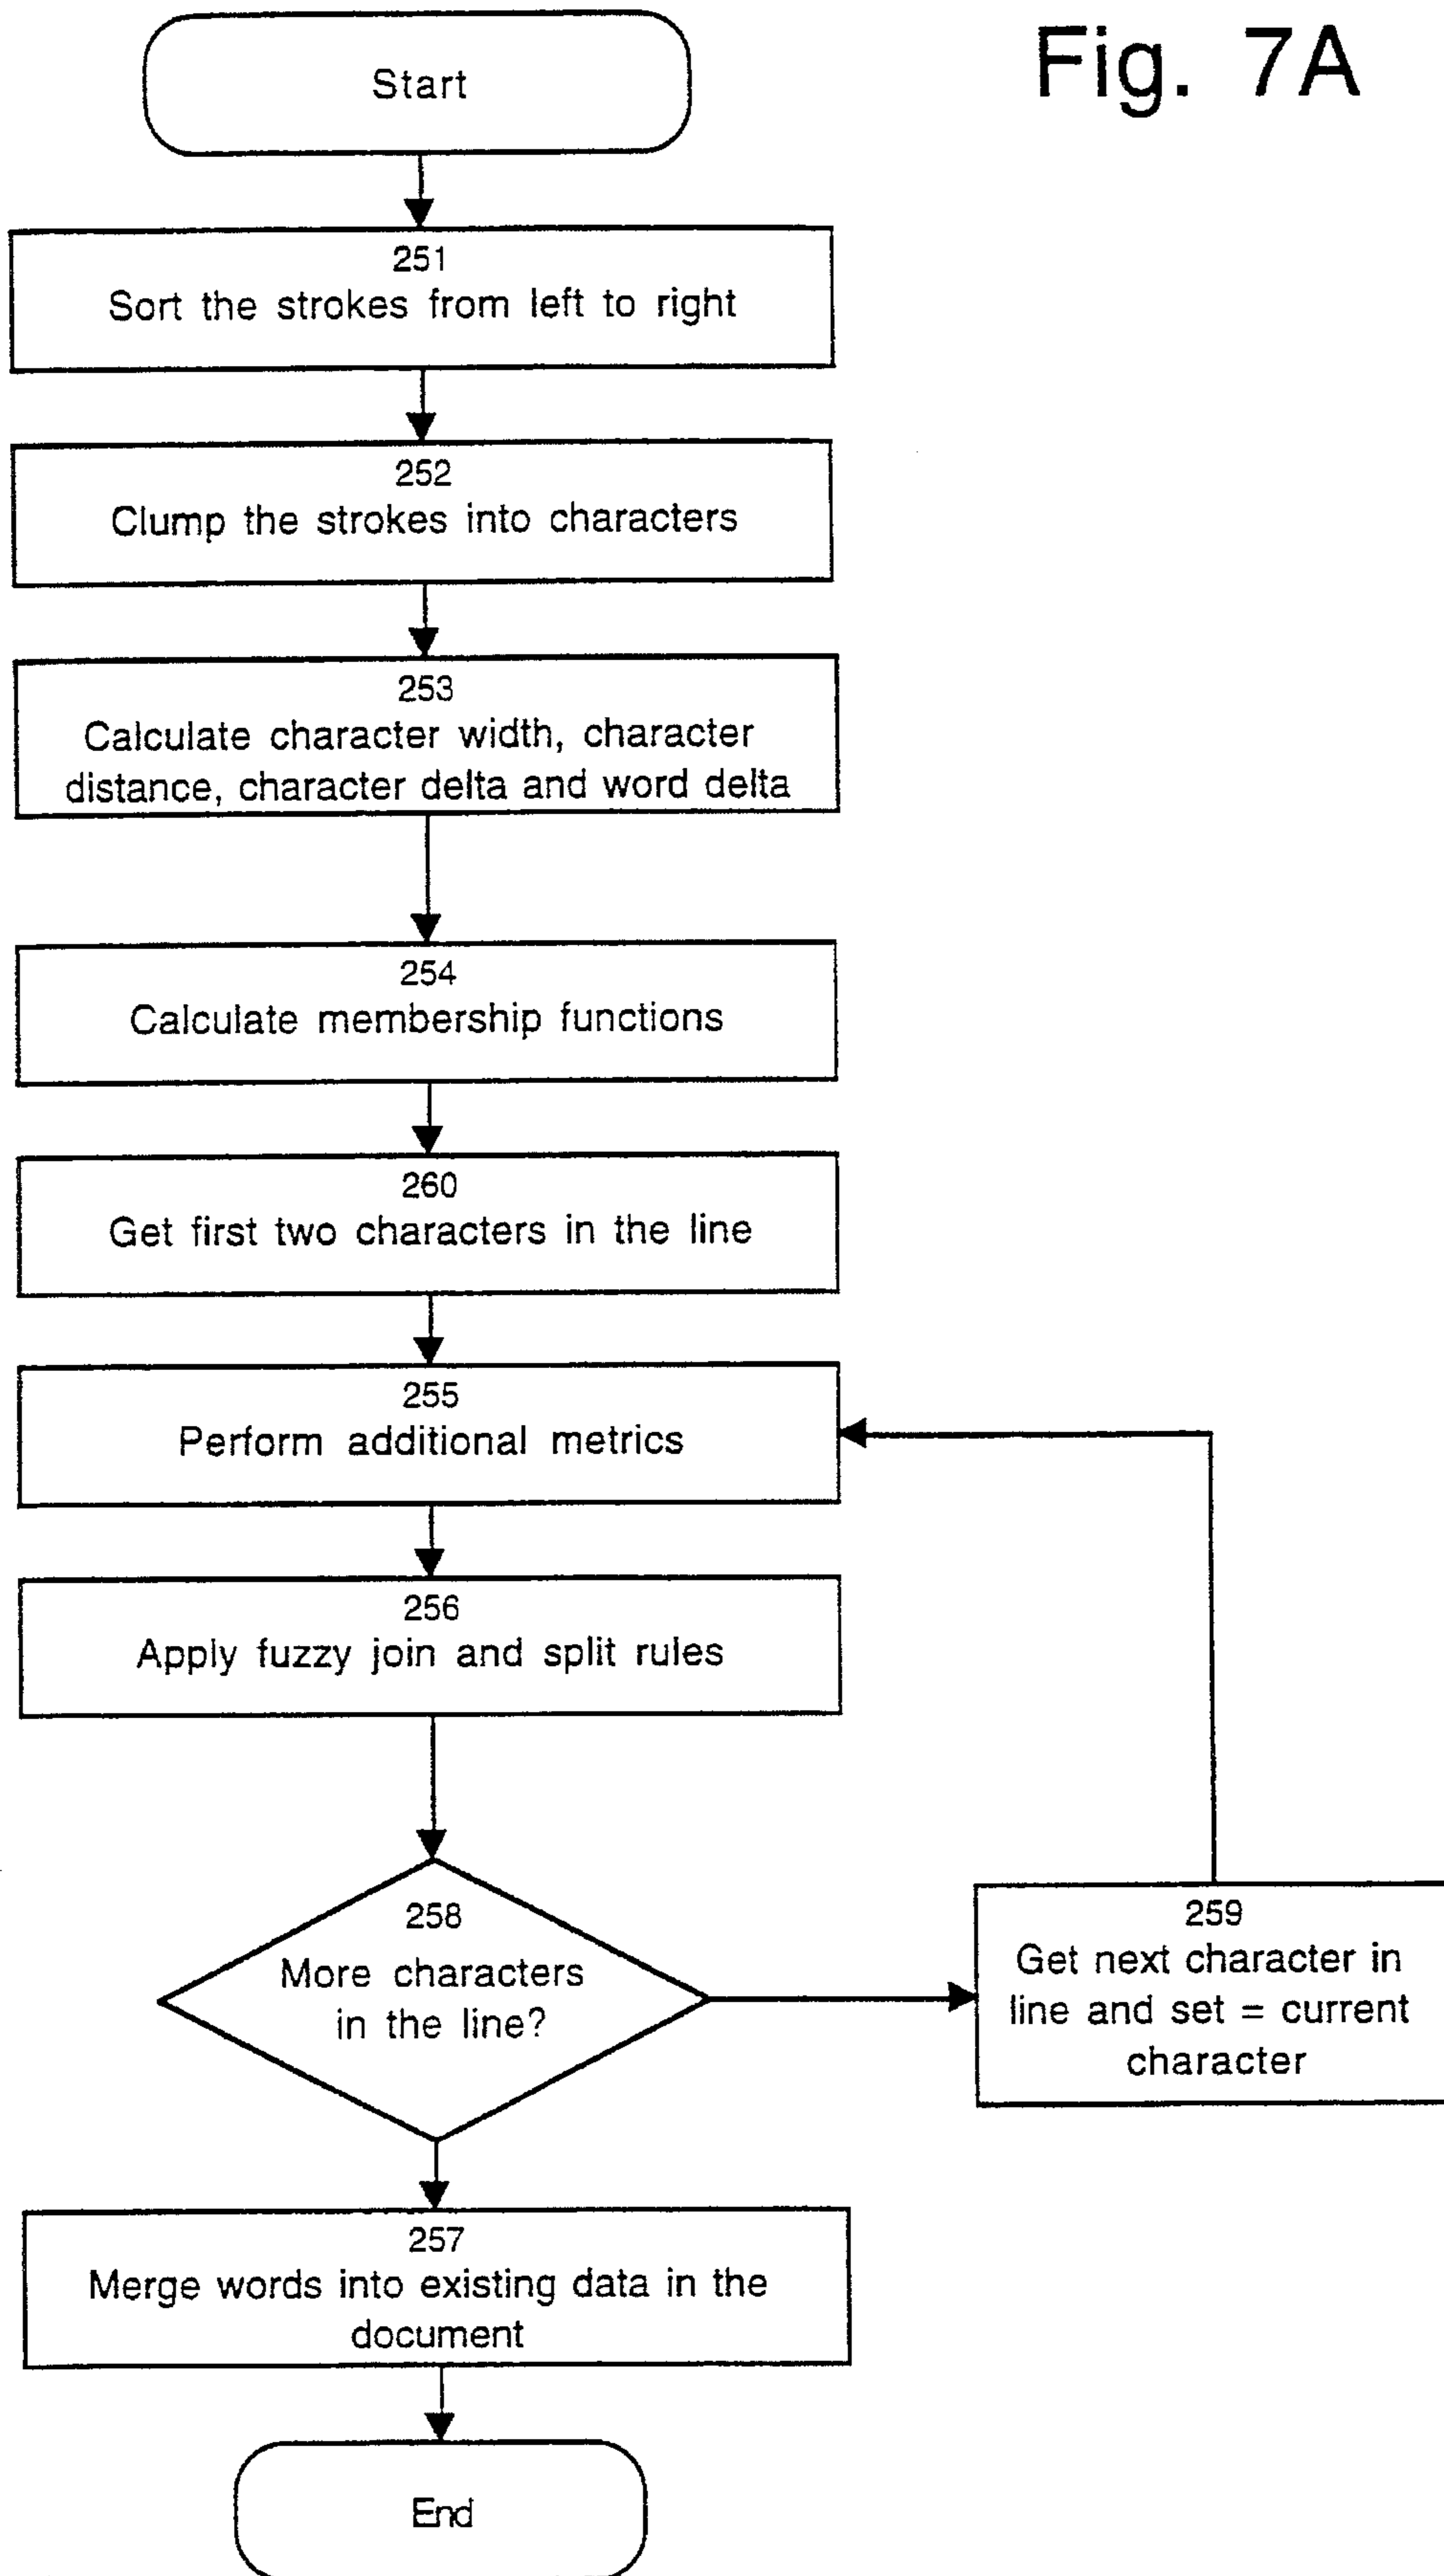 Fig. 7A
Start
251
Sort the strokes from left to right
252
Clump the strokes into characters
253
Calculate character width, character
distance, character delta and word delta
254
Calculate membership functions
260
Get first two characters in the line
255
Perform additional metrics
256
Apply fuzzy join and split rules
258
More characters
in the line?
259
Get next character in
line and set = current
character
257
Merge words into existing data in the
document
End